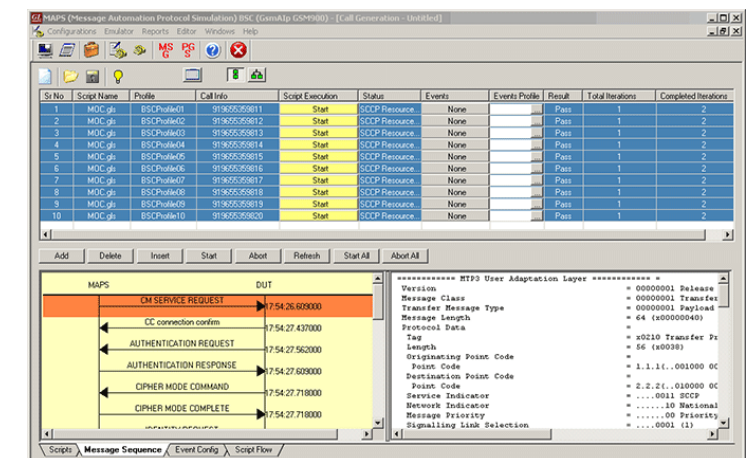 MAPS (Message Automation Protocol Simulation) BSC (GsmAIp GSM900) - [Call Generation - Untitled]
Configurations Emulator Reports Editor Windows Help
MS G PG S
Sr No Script Name Profile Call Info Script Execution Status Events Events Profile Result Total Iterations Completed Iterations
1 MOC.gls BSCProfile01 919655359811 Start SCCP Resource... None ... Pass 1 2
2 MOC.gls BSCProfile02 919655359812 Start SCCP Resource... None ... Pass 1 2
3 MOC.gls BSCProfile03 919655359813 Start SCCP Resource... None ... Pass 1 2
4 MOC.gls BSCProfile04 919655359814 Start SCCP Resource... None ... Pass 1 2
5 MOC.gls BSCProfile05 919655359815 Start SCCP Resource... None ... Pass 1 2
6 MOC.gls BSCProfile06 919655359816 Start SCCP Resource... None ... Pass 1 2
7 MOC.gls BSCProfile07 919655359817 Start SCCP Resource... None ... Pass 1 2
8 MOC.gls BSCProfile08 919655359818 Start SCCP Resource... None ... Pass 1 2
9 MOC.gls BSCProfile09 919655359819 Start SCCP Resource... None ... Pass 1 2
10 MOC.gls BSCProfile10 919655359820 Start SCCP Resource... None ... Pass 1 2
Add Delete Insert Start Abort Refresh Start All Abort All
MAPS DUT
CM SERVICE REQUEST
17:54:26.609000
CC connection confirm
17:54:27.437000
AUTHENTICATION REQUEST
17:54:27.562000
AUTHENTICATION RESPONSE
17:54:27.609000
CIPHER MODE COMMAND
17:54:27.718000
CIPHER MODE COMPLETE
17:54:27.718000
IDENTITY REQUEST
============ MTP3 User Adaptation Layer ============ =
Version = 00000001 Release
Message Class = 00000001 Transfer
Transfer Message Type = 00000001 Payload
Message Length = 64 (x00000040)
Protocol Data =
Tag = x0210 Transfer Pr
Length = 56 (x0038)
Originating Point Code =
Point Code = 1.1.1(..001000 00
Destination Point Code =
Point Code = 2.2.2(..010000 00
Service Indicator = ....0011 SCCP
Network Indicator = ......10 National
Message Priority = ......00 Priority
Signalling Link Selection = ....0001 (1)
Scripts Message Sequence Event Config Script Flow